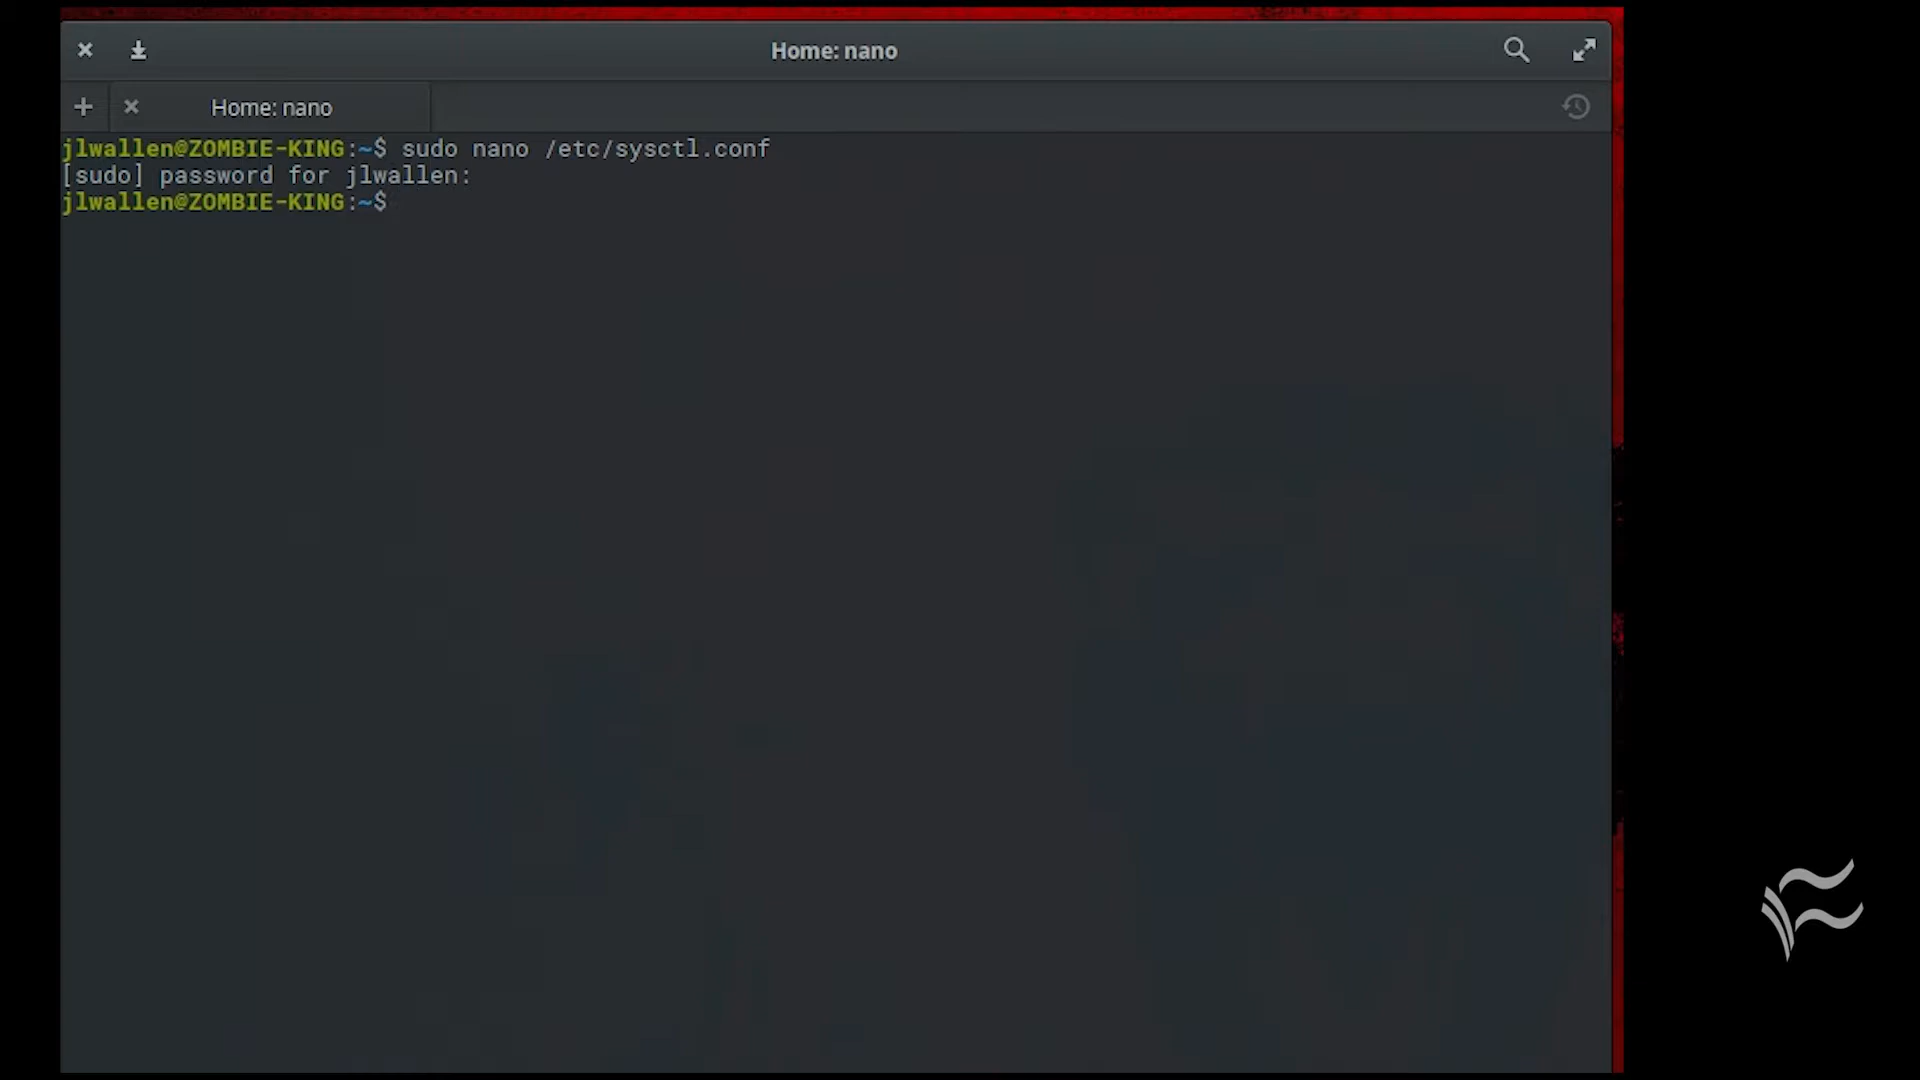 Home: nano
Home: nano
jlwallen@ZOMBIE-KING:~$ sudo nano /etc/sysctl.conf
[sudo] password for jlwallen:
jlwallen@ZOMBIE-KING:~$